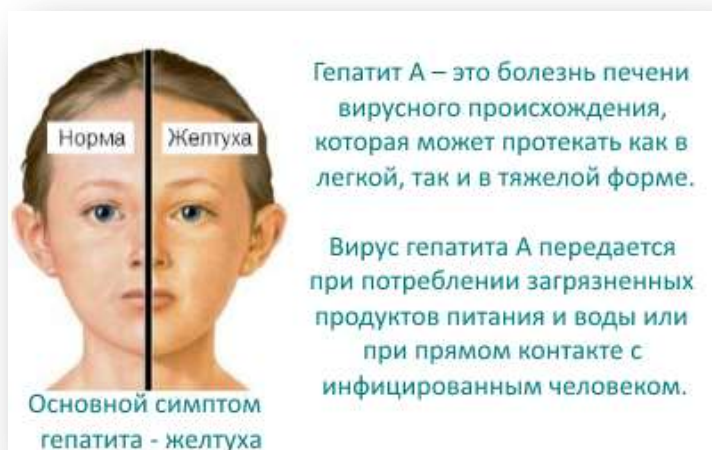 Норма
Желтуха
Основной симптом
гепатита - желтуха
Гепатит А – это болезнь печени
вирусного происхождения,
которая может протекать как в
легкой, так и в тяжелой форме.
Вирус гепатита А передается
при потреблении загрязненных
продуктов питания и воды или
при прямом контакте с
инфицированным человеком.